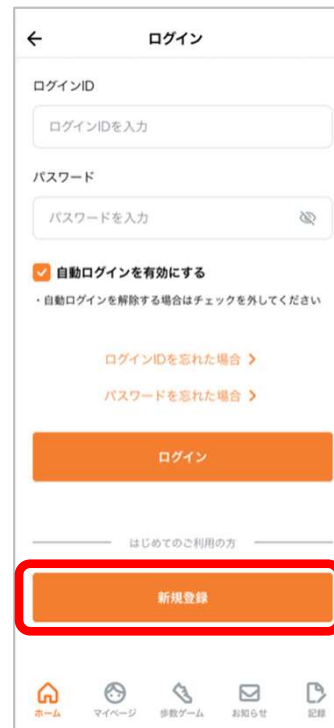 ログイン
ログインID
ログインIDを入力
パスワード
パスワードを入力
自動ログインを有効にする
・自動ログインを解除する場合はチェックを外してください
ログインIDを忘れた場合
パスワードを忘れた場合
ログイン
はじめてのご利用の方
新規登録
ホーム マイページ 歩数ゲーム お知らせ 記録